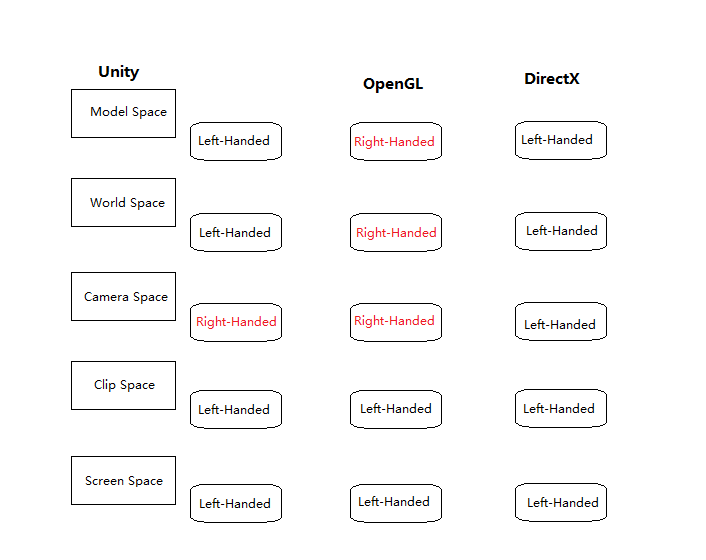 Unity
OpenGL
DirectX
Model Space
Left-Handed
Right-Handed
Left-Handed
World Space
Left-Handed
Right-Handed
Left-Handed
Camera Space
Right-Handed
Right-Handed
Left-Handed
Clip Space
Left-Handed
Left-Handed
Left-Handed
Screen Space
Left-Handed
Left-Handed
Left-Handed